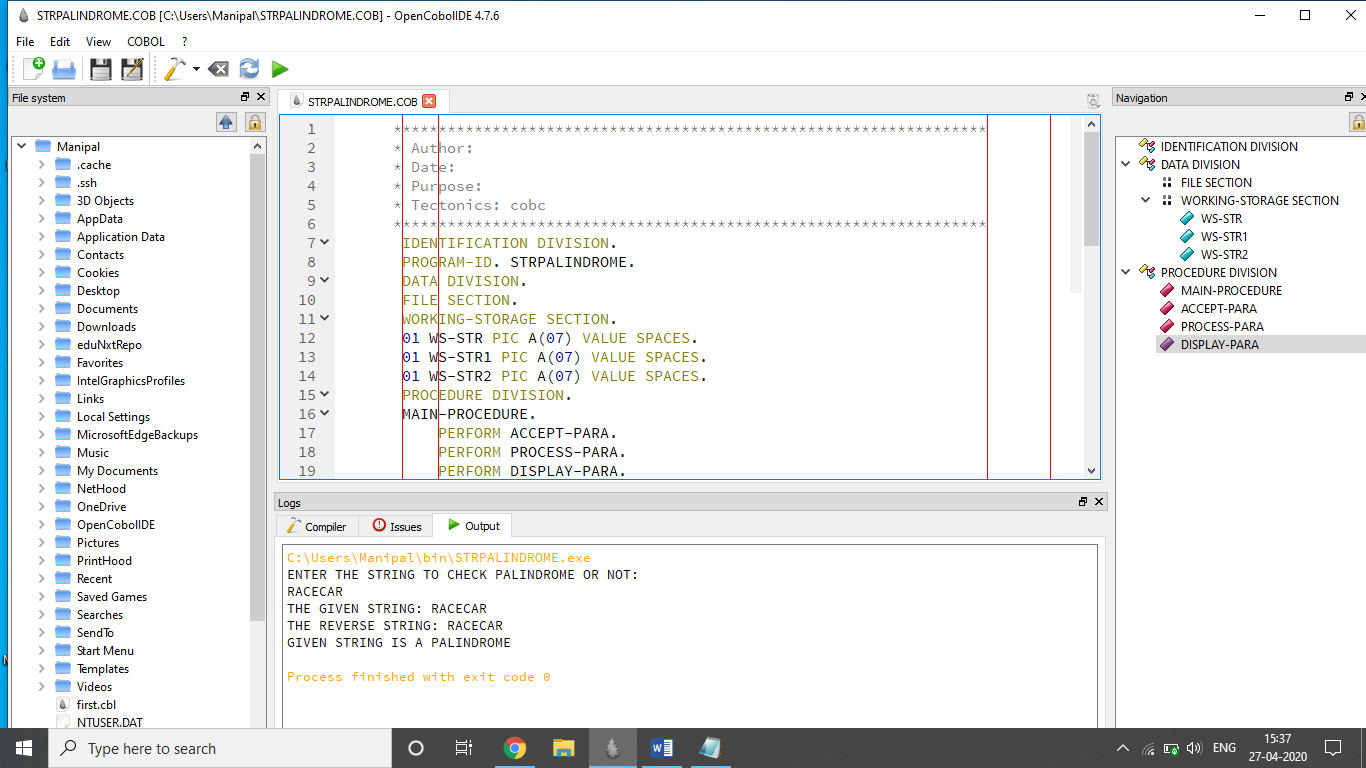 STRPALINDROME.COB [C:\Users\Manipal\STRPALINDROME.COB] - OpenCobolIDE 4.7.6
File Edit View COBOL ?
File system
Manipal
.cache
.ssh
3D Objects
AppData
Application Data
Contacts
Cookies
Desktop
Documents
Downloads
eduNxtRepo
Favorites
IntelGraphicsProfiles
Links
Local Settings
MicrosoftEdgeBackups
Music
My Documents
NetHood
OneDrive
OpenCobolIDE
Pictures
PrintHood
Recent
Saved Games
Searches
SendTo
Start Menu
Templates
Videos
first.cbl
NTUSER.DAT
STRPALINDROME.COB
1 ******************************************************************
2 * Author:
3 * Date:
4 * Purpose:
5 * Tectonics: cobc
6 ******************************************************************
7 IDENTIFICATION DIVISION.
8 PROGRAM-ID. STRPALINDROME.
9 DATA DIVISION.
10 FILE SECTION.
11 WORKING-STORAGE SECTION.
12 01 WS-STR PIC A(07) VALUE SPACES.
13 01 WS-STR1 PIC A(07) VALUE SPACES.
14 01 WS-STR2 PIC A(07) VALUE SPACES.
15 PROCEDURE DIVISION.
16 MAIN-PROCEDURE.
17 PERFORM ACCEPT-PARA.
18 PERFORM PROCESS-PARA.
19 PERFORM DISPLAY-PARA.
Logs
Compiler Issues Output
C:\Users\Manipal\bin\STRPALINDROME.exe
ENTER THE STRING TO CHECK PALINDROME OR NOT:
RACECAR
THE GIVEN STRING: RACECAR
THE REVERSE STRING: RACECAR
GIVEN STRING IS A PALINDROME
Process finished with exit code 0
Navigation
IDENTIFICATION DIVISION
DATA DIVISION
FILE SECTION
WORKING-STORAGE SECTION
WS-STR
WS-STR1
WS-STR2
PROCEDURE DIVISION
MAIN-PROCEDURE
ACCEPT-PARA
PROCESS-PARA
DISPLAY-PARA
Type here to search
ENG
15:37
27-04-2020